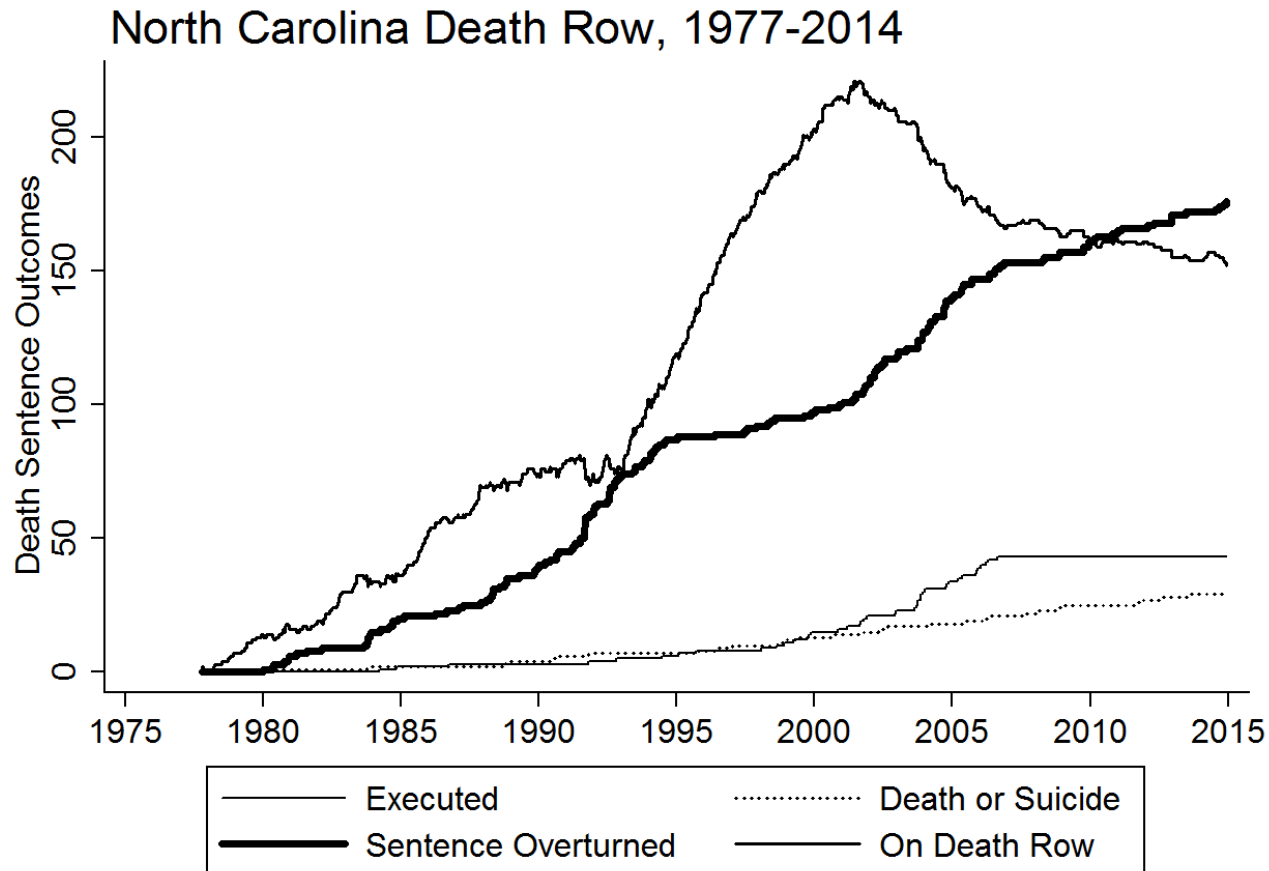 North Carolina Death Row, 1977-2014
Death Sentence Outcomes
200
150
100
50
0
1975 1980 1985 1990 1995 2000 2005 2010 2015
Executed Death or Suicide
Sentence Overturned On Death Row